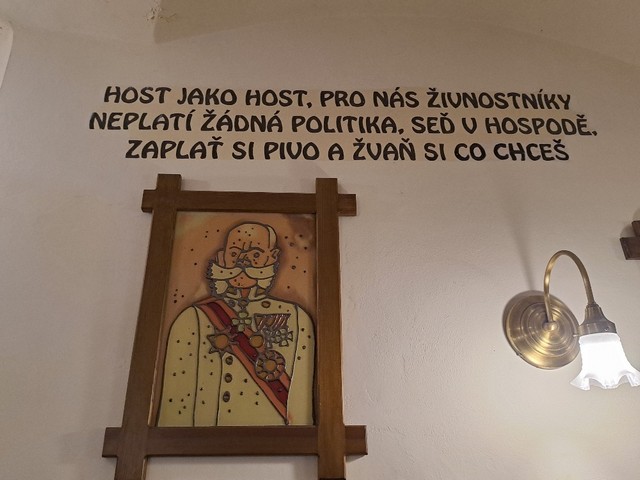 HOST JAKO HOST, PRO NÁS ŽIVNOSTNÍKY
NEPLATÍ ŽÁDNÁ POLITIKA, SEĎ V HOSPODĚ,
ZAPLAŤ SI PIVO A ŽVAŇ SI CO CHCEŠ